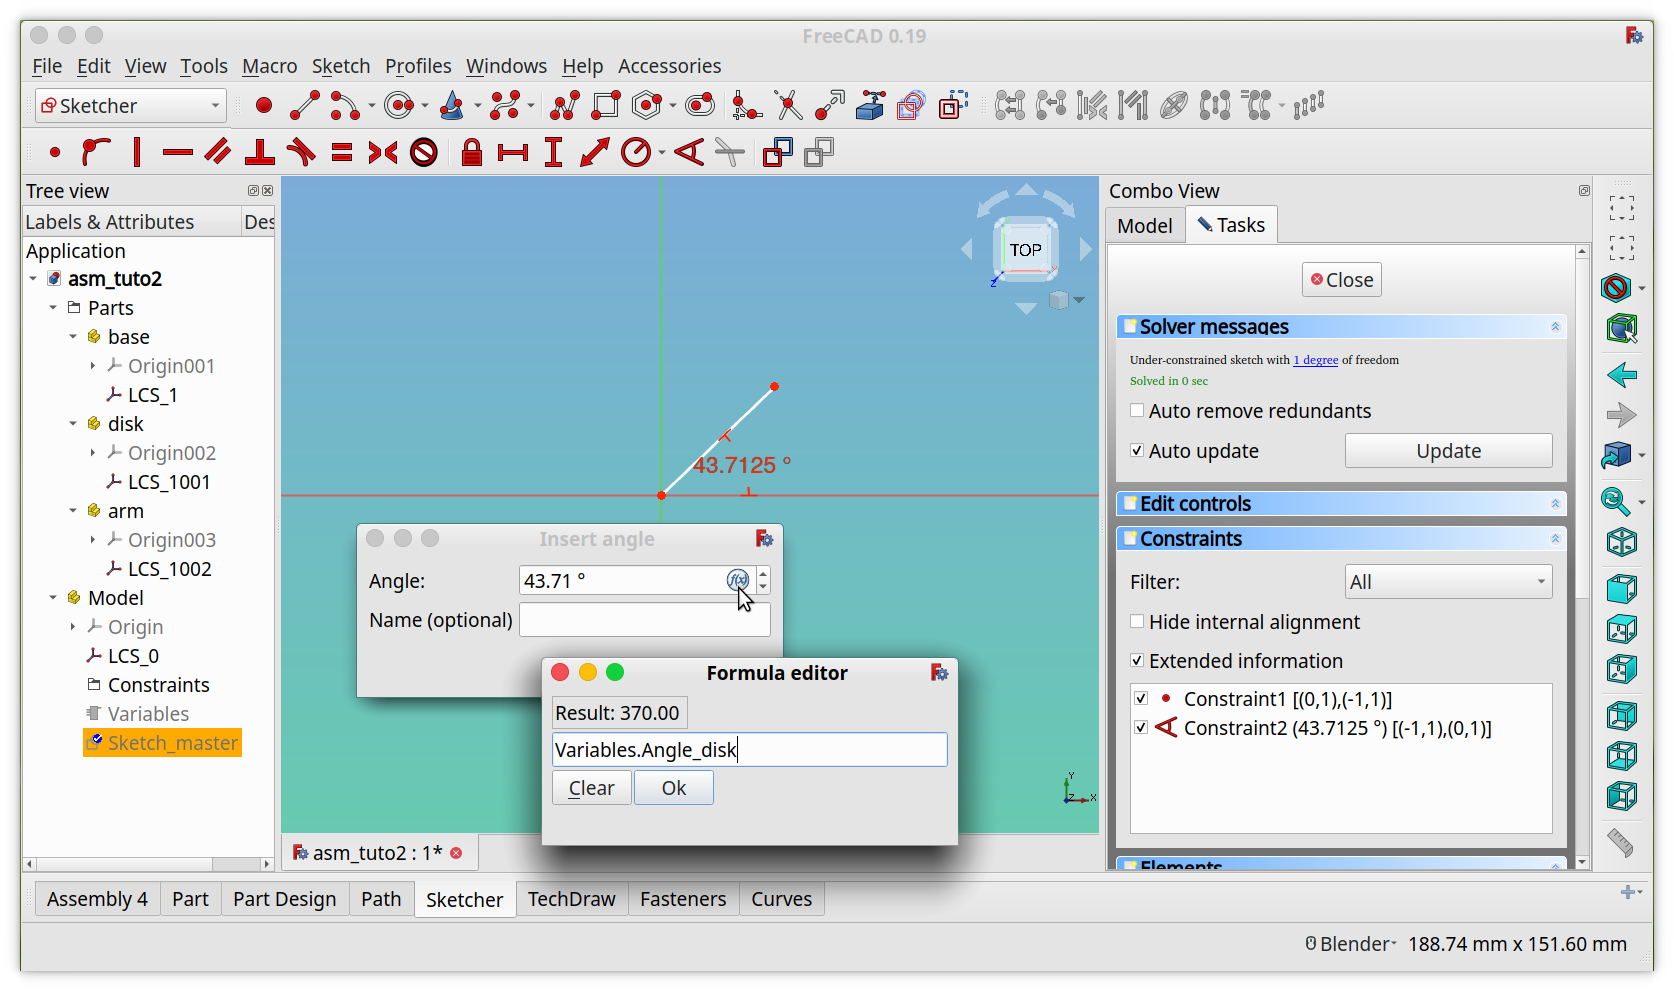 FreeCAD 0.19
File Edit View Tools Macro Sketch Profiles Windows Help Accessories
Sketcher
Tree view
Labels & Attributes Des
Application
asm_tuto2
Parts
base
Origin001
LCS_1
disk
Origin002
LCS_1001
arm
Origin003
LCS_1002
Model
Origin
LCS_0
Constraints
Variables
Sketch_master
TOP
Z
43.7125 °
Insert angle
Angle: 43.71 °
f(x)
Name (optional)
Formula editor
Result: 370.00
Variables.Angle_disk
Clear Ok
Y
Z X
asm_tuto2 : 1*
Combo View
Model Tasks
Close
Solver messages
Under-constrained sketch with 1 degree of freedom
Solved in 0 sec
Auto remove redundants
Auto update Update
Edit controls
Constraints
Filter: All
Hide internal alignment
Extended information
Constraint1 [(0,1),(-1,1)]
Constraint2 (43.7125 °) [(-1,1),(0,1)]
Elements
Assembly 4 Part Part Design Path Sketcher TechDraw Fasteners Curves
Blender 188.74 mm x 151.60 mm